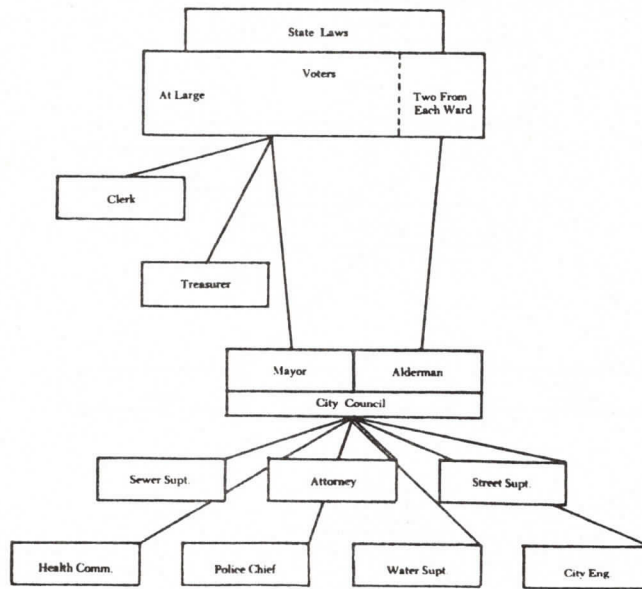 State Laws
Voters
At Large
Two From
Each Ward
Clerk
Treasurer
Mayor
Alderman
City Council
Sewer Supt.
Attorney
Street Supt.
Health Comm.
Police Chief
Water Supt
City Eng